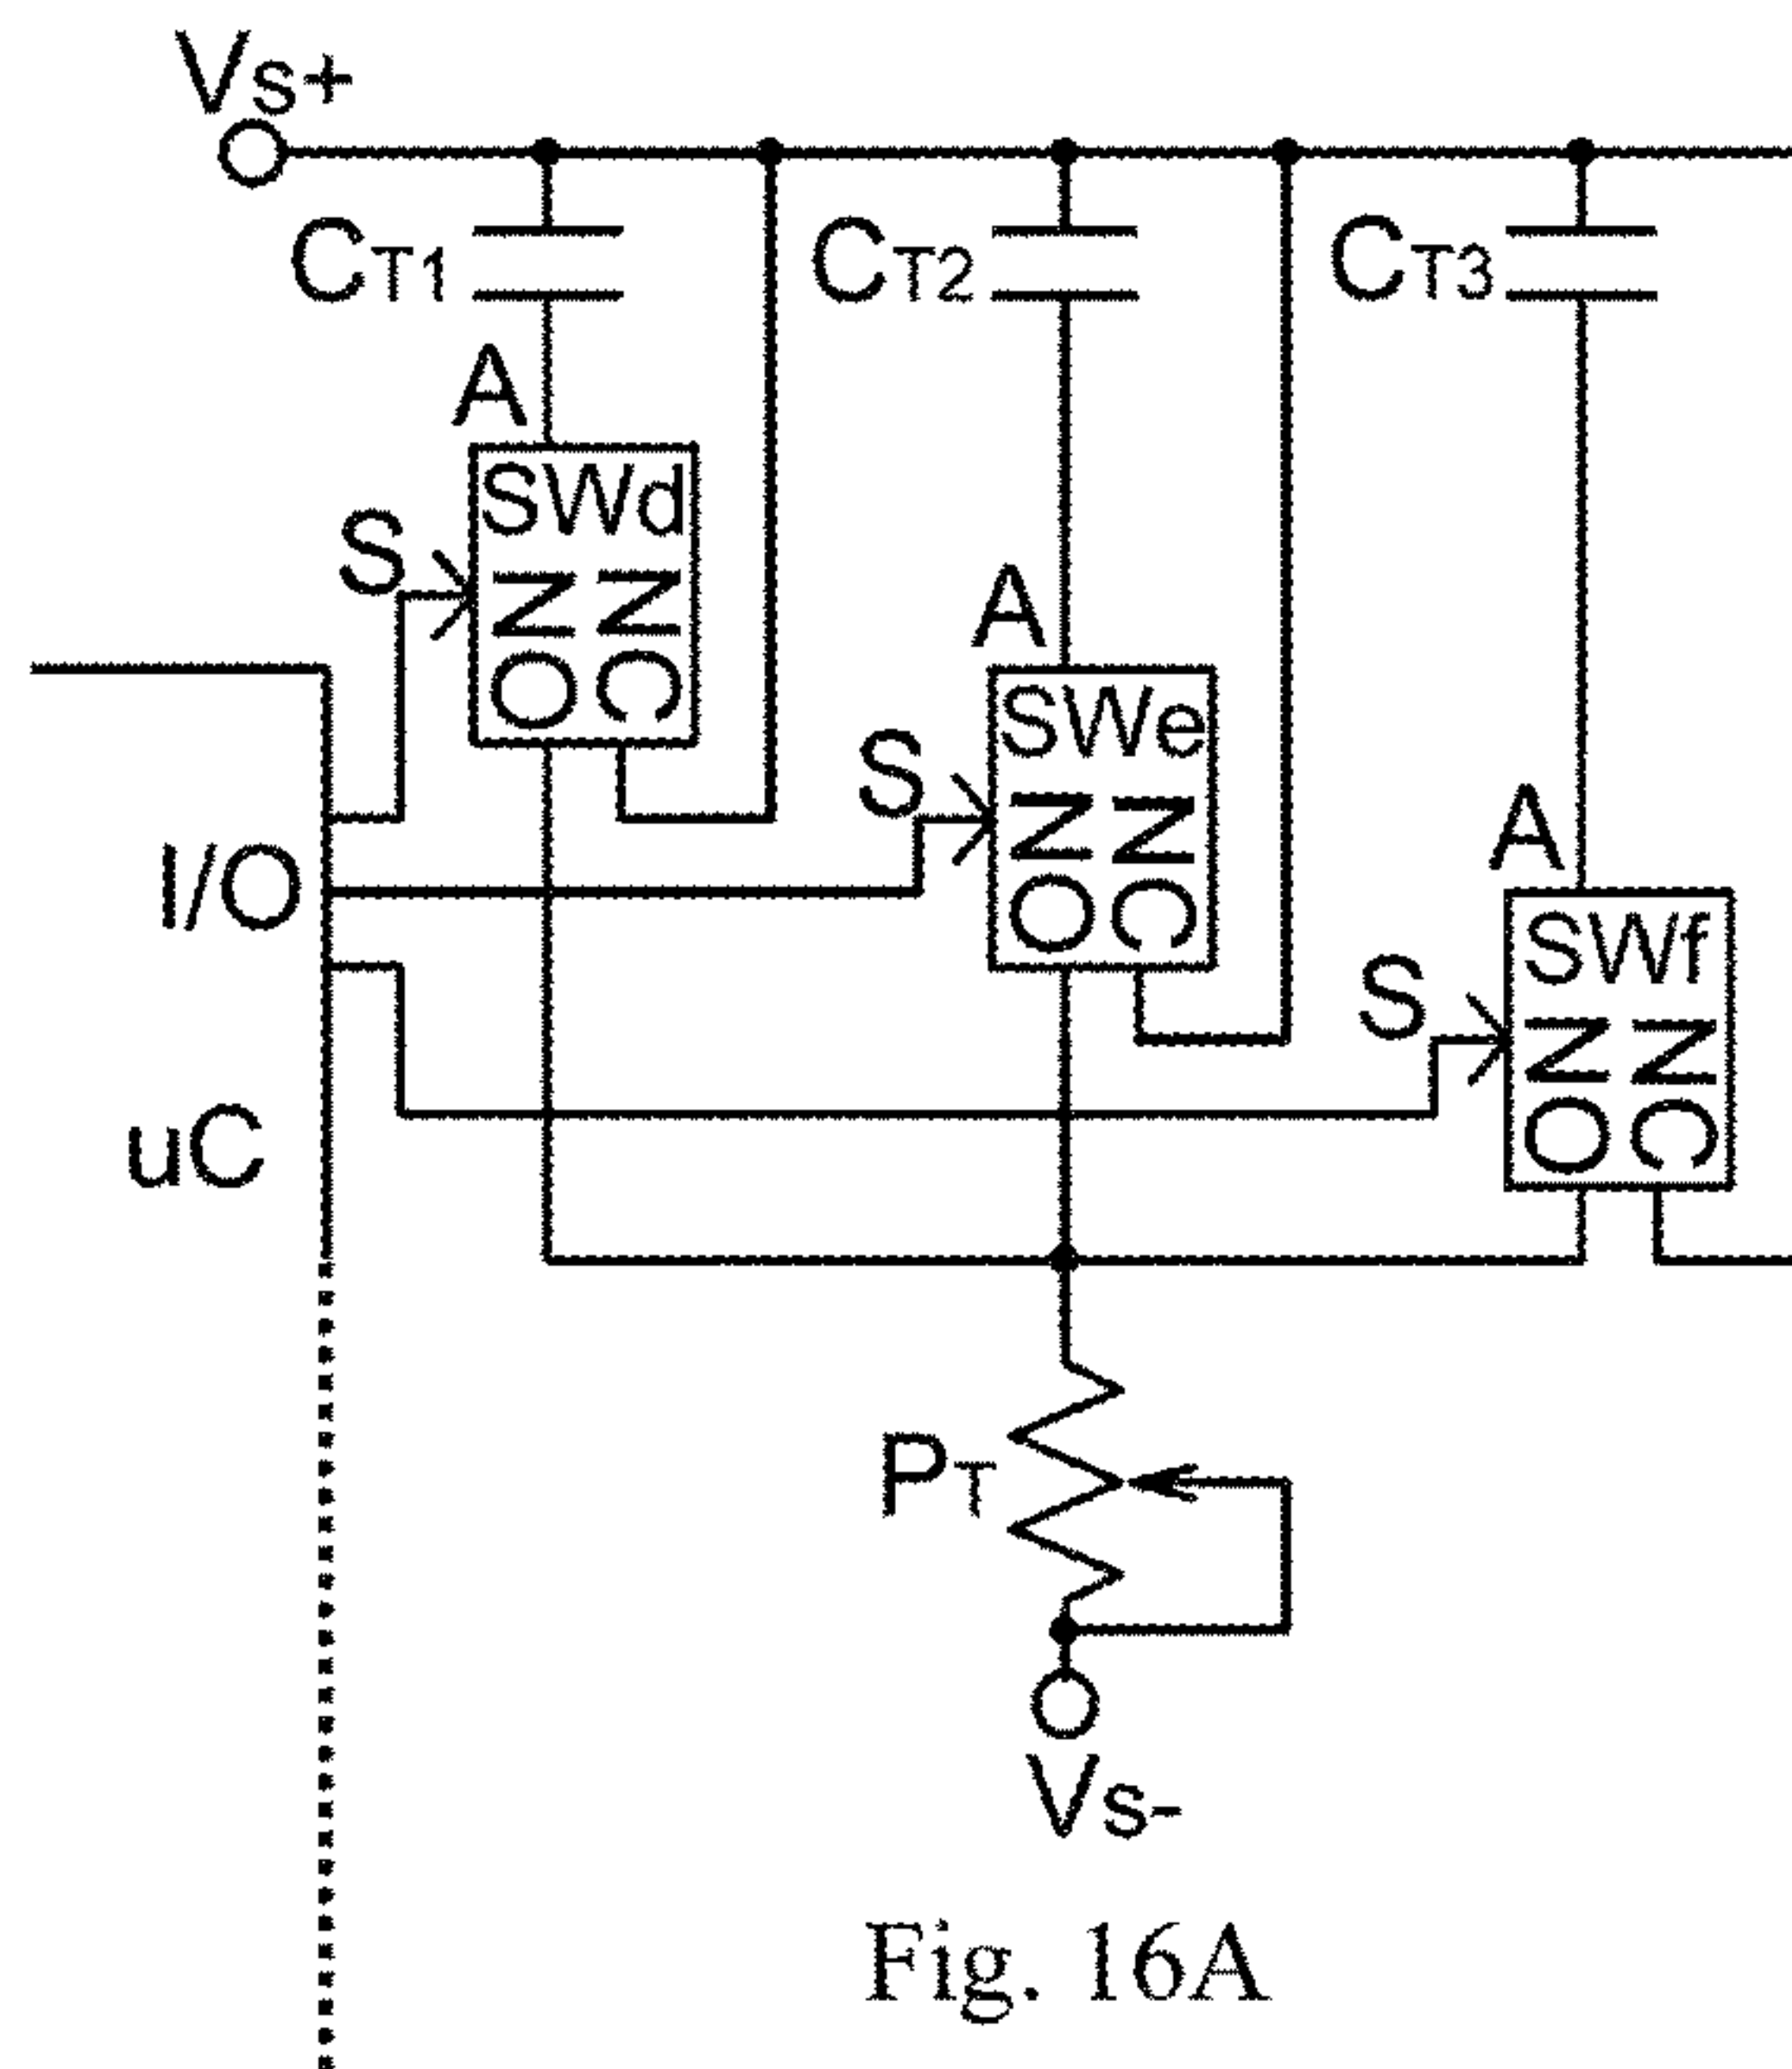 Vs+
CT1
CT2
CT3
A
SWd
S
NO
NC
A
SWe
S
NO
NC
A
SWf
S
NO
NC
I/O
uC
PT
Vs-
Fig. 16A